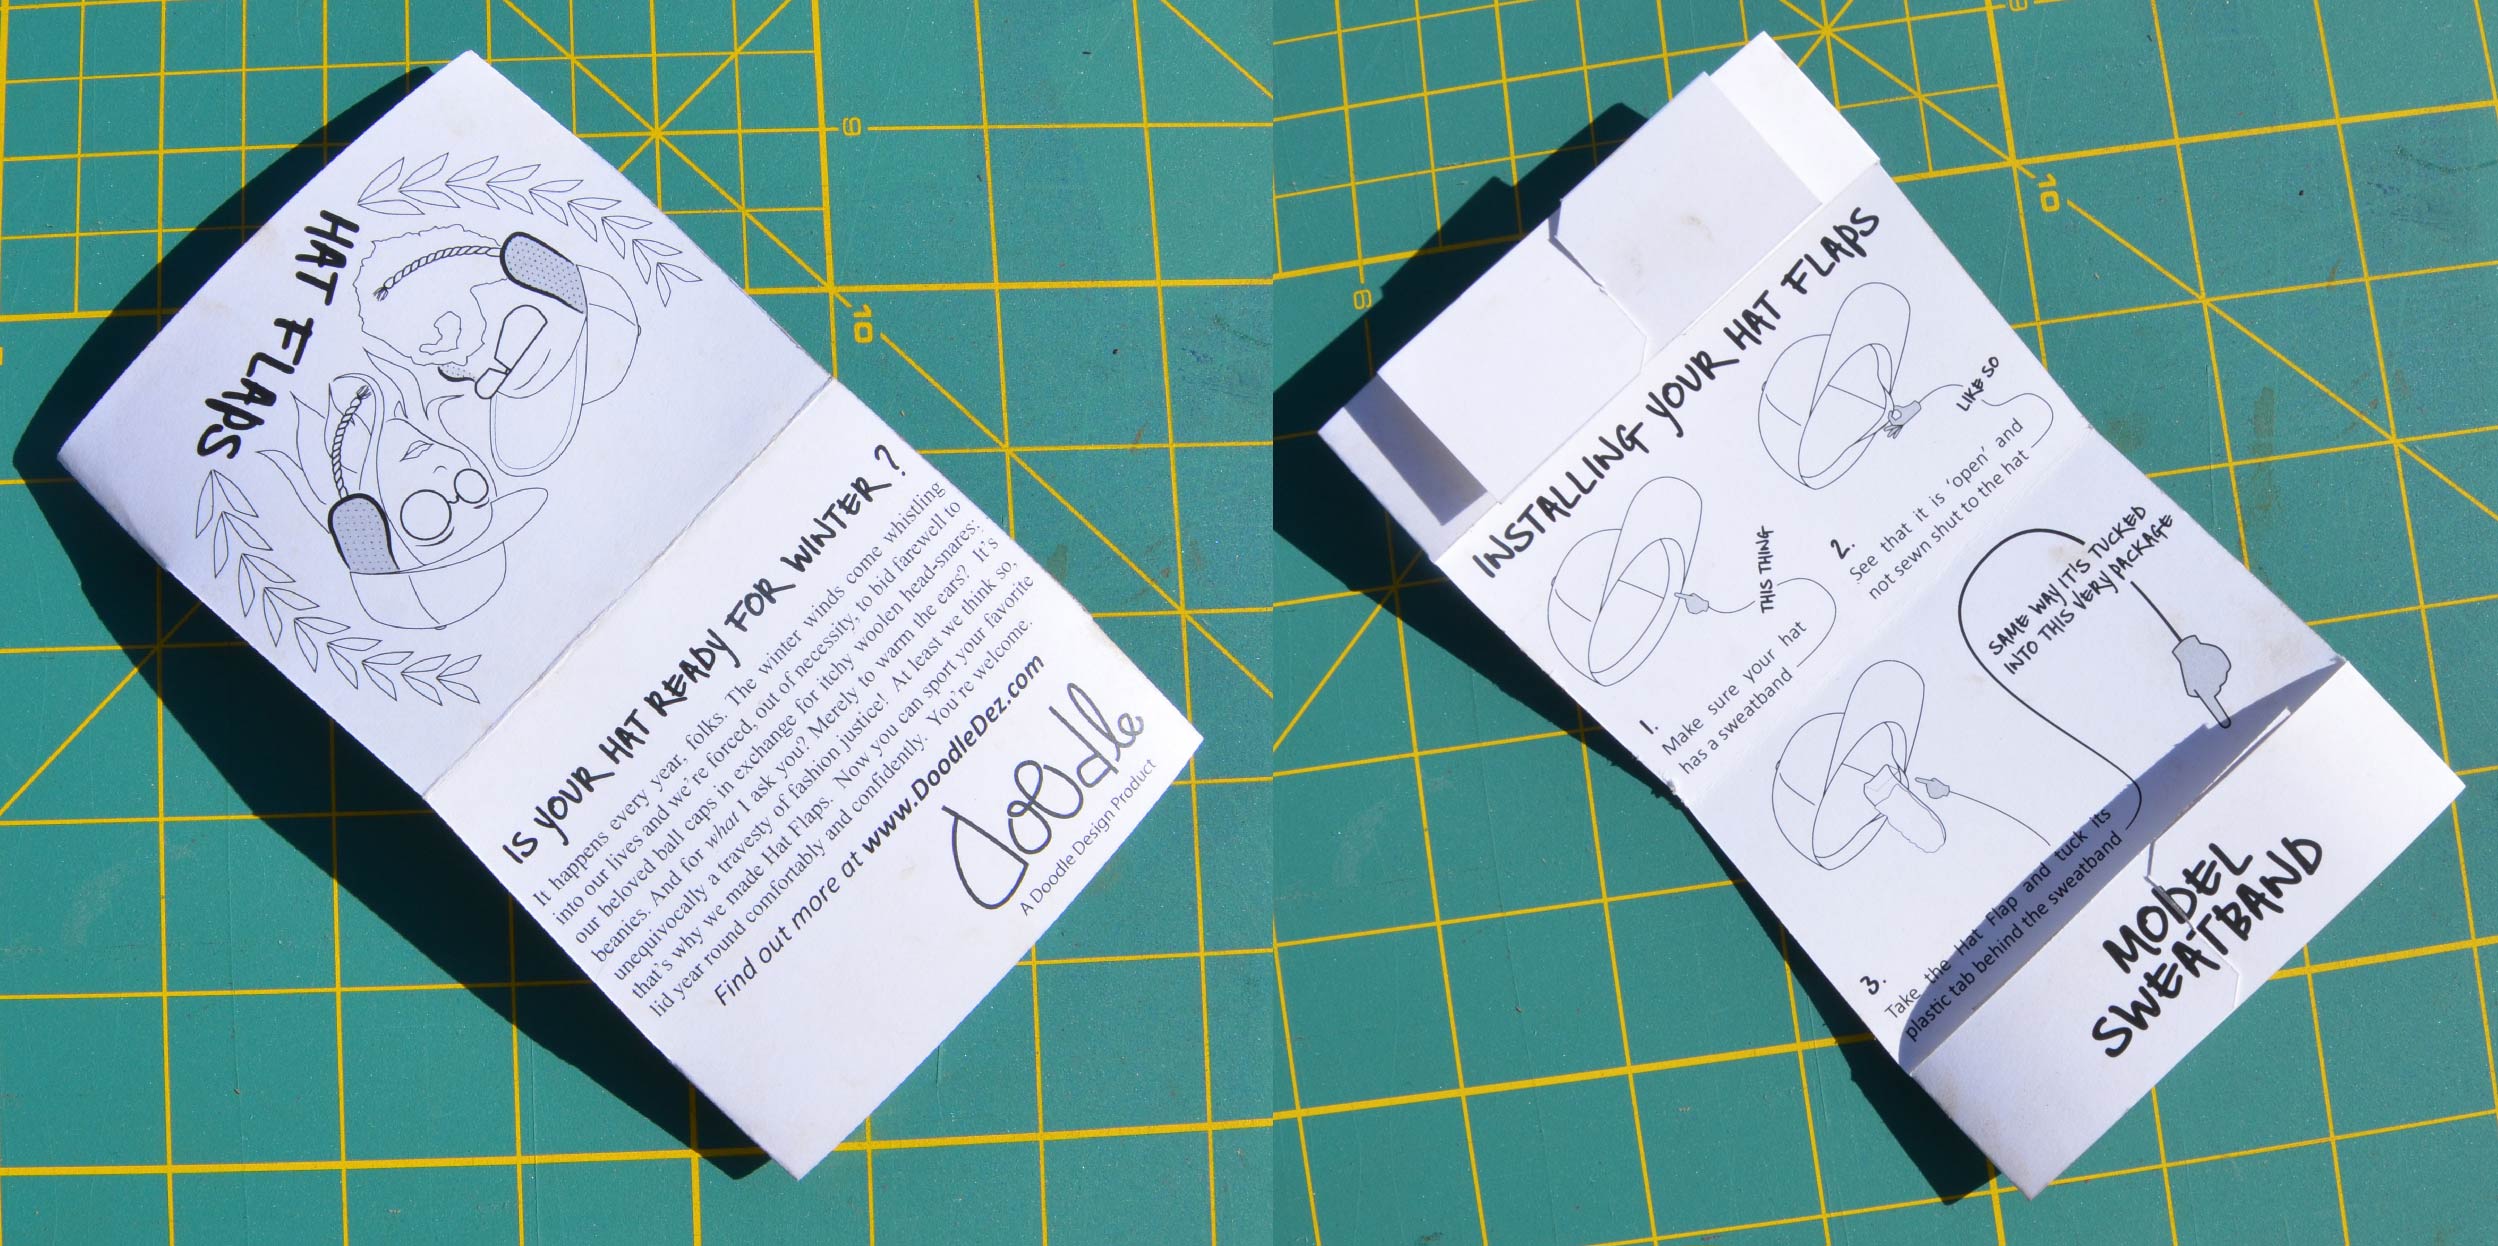 HAT FLAPS
IS YOUR HAT READY FOR WINTER?
It happens every year, folks. The winter winds come whistling
into our lives and we're forced, out of necessity, to bid farewell to
our beloved ball caps in exchange for itchy woolen head-snares:
beanies. And for what I ask you? Merely to warm the ears? It's
unequivocally a travesty of fashion justice! At least we think so,
that's why we made Hat Flaps. Now you can sport your favorite
lid year round comfortably and confidently. You're welcome.
Find out more at www.DoodleDez.com
doodle
A Doodle Design Product
9
10
INSTALLING YOUR HAT FLAPS
THIS THING
1.
Make sure your hat
has a sweatband
LIKE SO
2.
See that it is 'open' and
not sewn shut to the hat
SAME WAY IT'S TUCKED
INTO THIS VERY PACKAGE
3.
Take the Hat Flap and tuck its
plastic tab behind the sweatband
MODEL
SWEATBAND
9
10